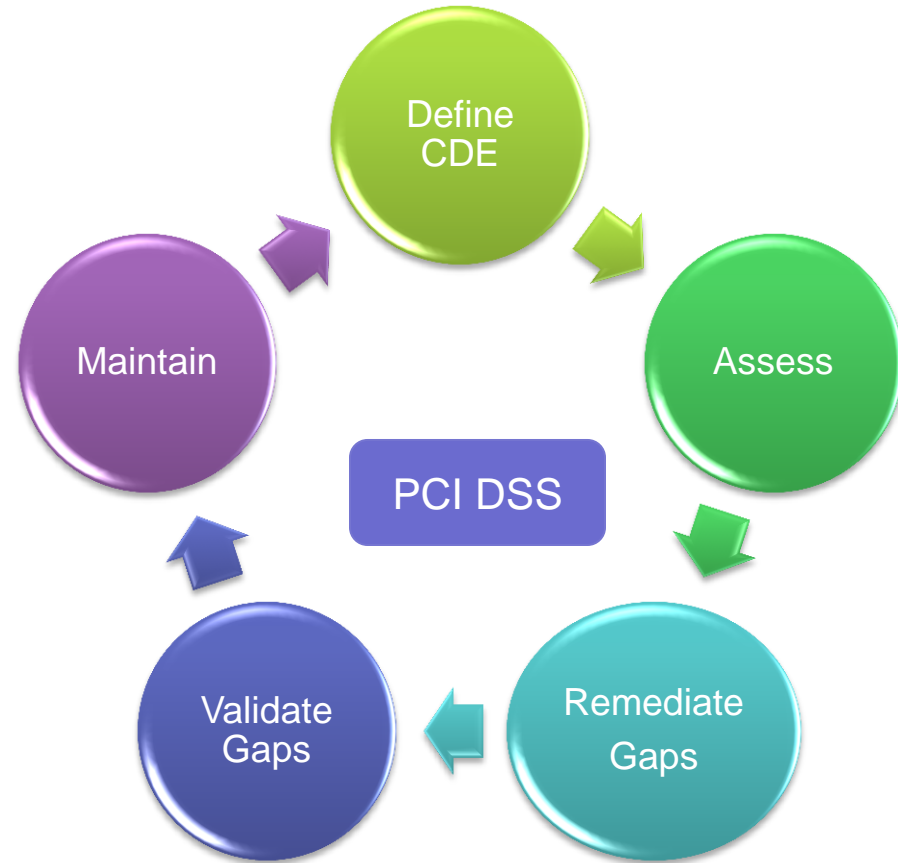 Define
CDE
Assess
Remediate
Gaps
Validate
Gaps
Maintain
PCI DSS